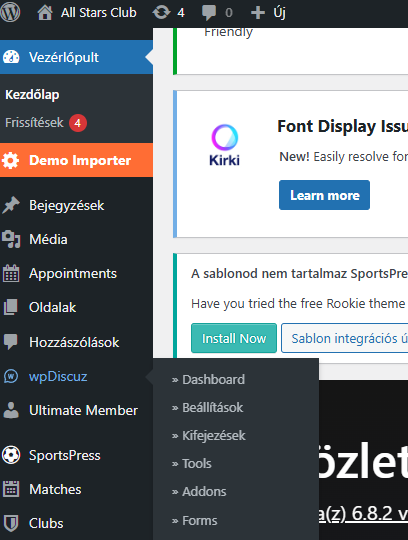 All Stars Club 4 0 Új
Vezérlőpult
Kezdőlap
Frissítések 4
Demo Importer
Bejegyzések
Média
Appointments
Oldalak
Hozzászólások
wpDiscuz
Ultimate Member
SportsPress
Matches
Clubs
» Dashboard
» Beállítások
» Kifejezések
» Tools
» Addons
» Forms
Friendly
Kirki
Font Display Issu
New! Easily resolve for
Learn more
A sablonod nem tartalmaz SportsPres
Have you tried the free Rookie theme
Install Now Sablon integrációs ú
özlet
a(z) 6.8.2 v